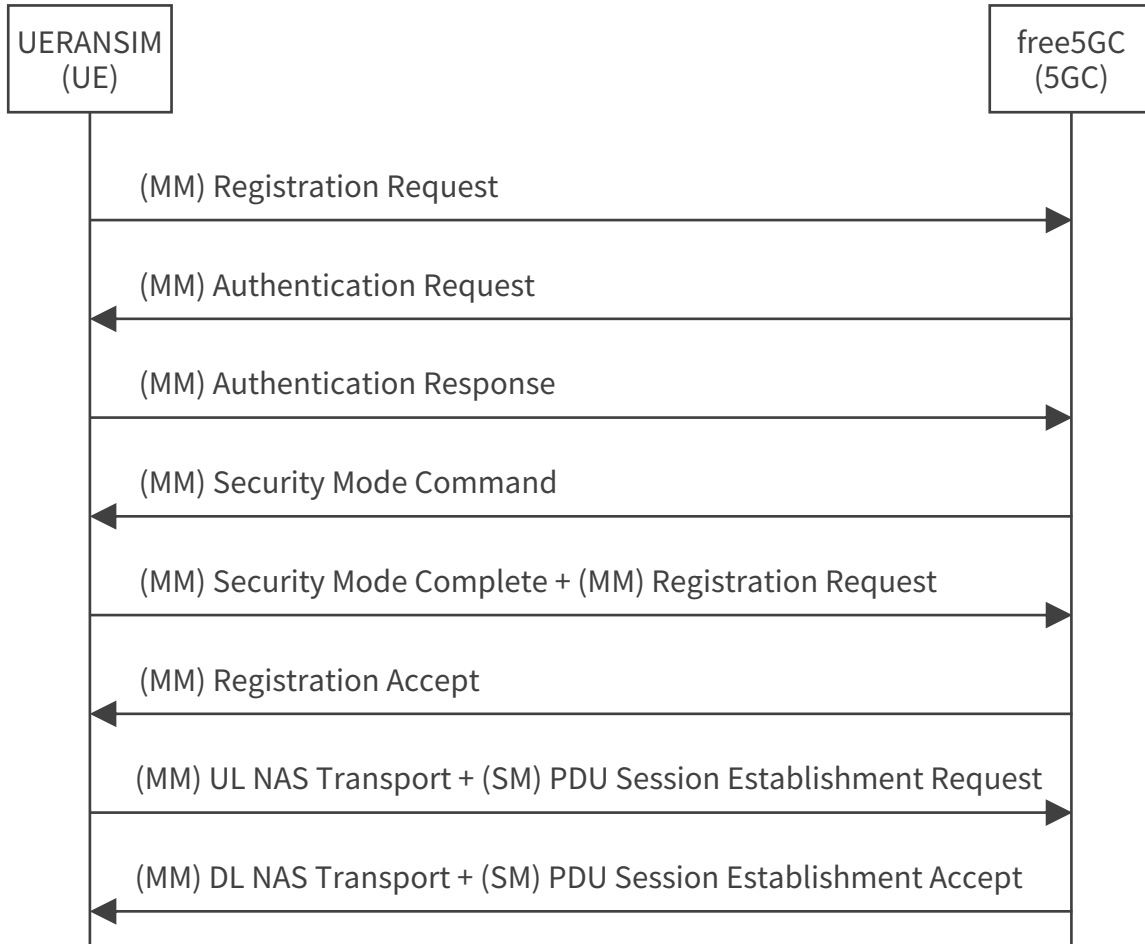 UERANSIM
(UE)
free5GC
(5GC)
(MM) Registration Request
(MM) Authentication Request
(MM) Authentication Response
(MM) Security Mode Command
(MM) Security Mode Complete + (MM) Registration Request
(MM) Registration Accept
(MM) UL NAS Transport + (SM) PDU Session Establishment Request
(MM) DL NAS Transport + (SM) PDU Session Establishment Accept